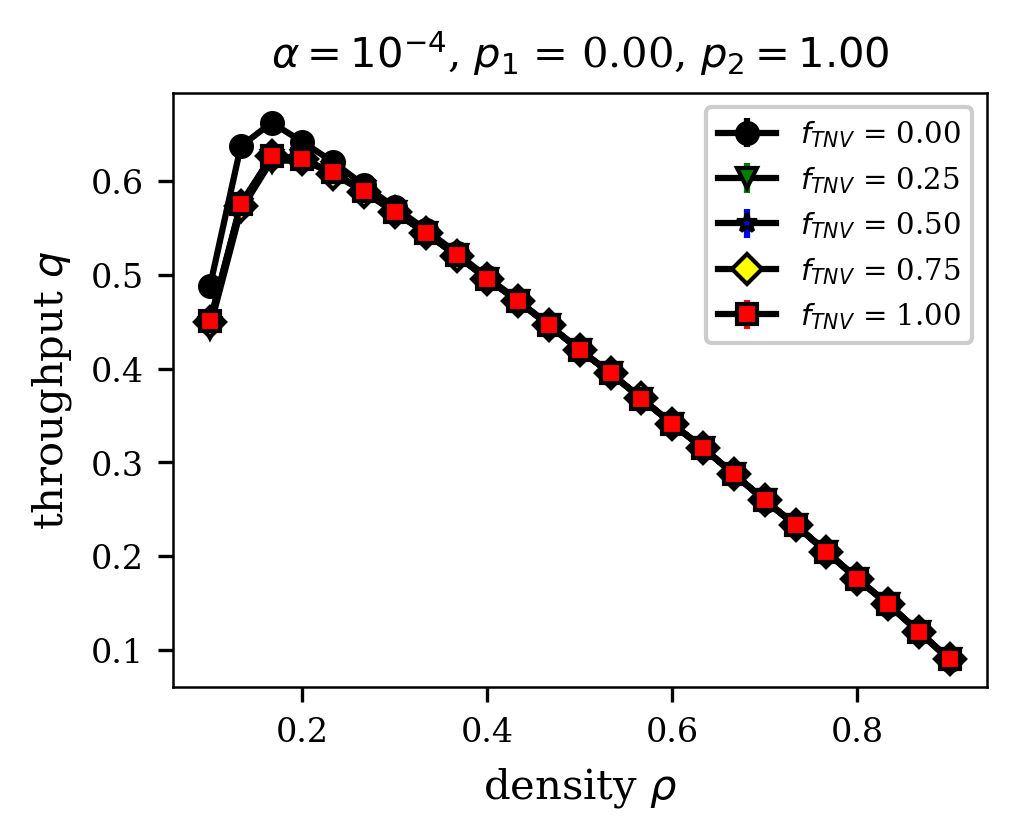 α = 10⁻⁴, p₁ = 0.00, p₂ = 1.00
f_TNV = 0.00
f_TNV = 0.25
f_TNV = 0.50
f_TNV = 0.75
f_TNV = 1.00
throughput q
0.6
0.5
0.4
0.3
0.2
0.1
0.2 0.4 0.6 0.8
density ρ